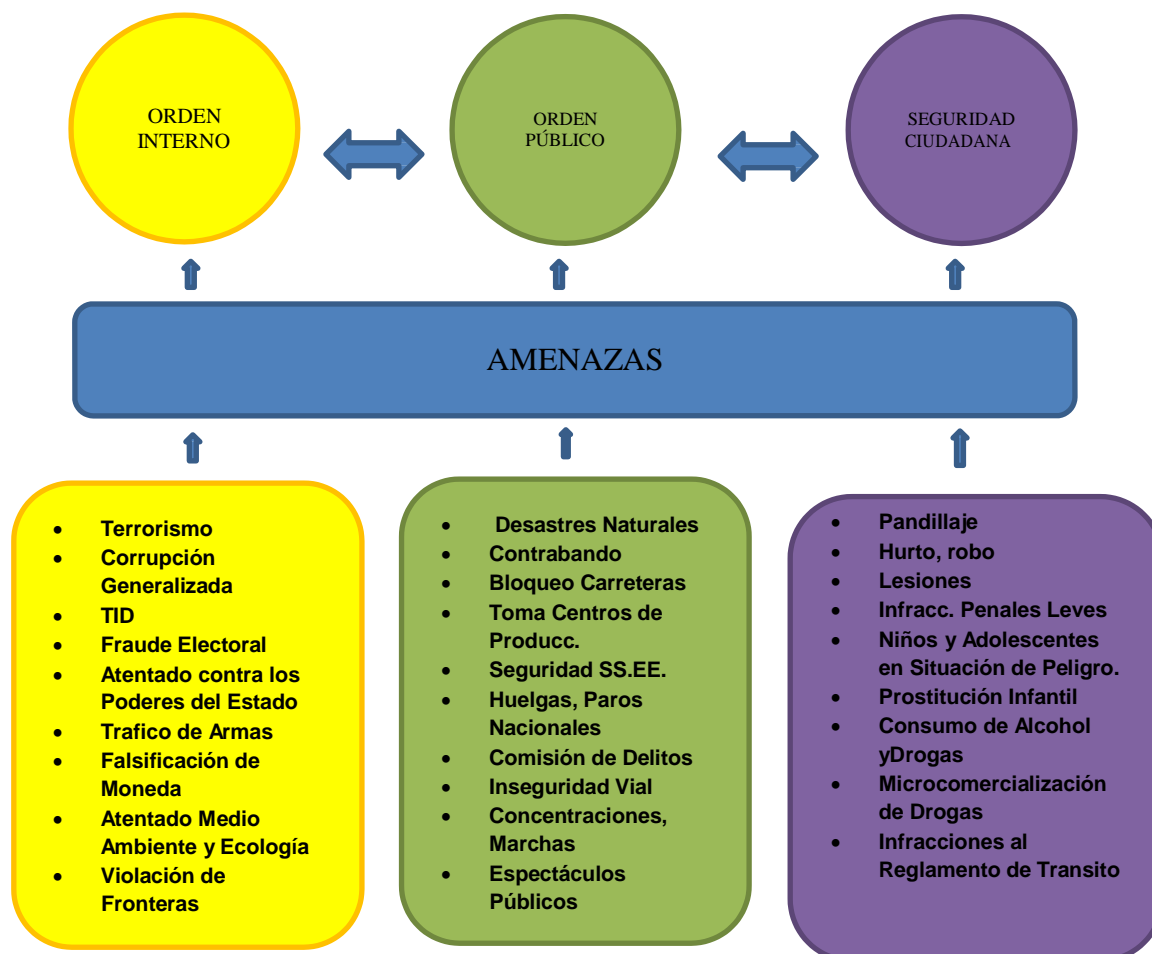 ORDEN
INTERNO
ORDEN
PÚBLICO
SEGURIDAD
CIUDADANA
AMENAZAS
• Terrorismo
• Corrupción
Generalizada
• TID
• Fraude Electoral
• Atentado contra los
Poderes del Estado
• Trafico de Armas
• Falsificación de
Moneda
• Atentado Medio
Ambiente y Ecología
• Violación de
Fronteras
• Desastres Naturales
• Contrabando
• Bloqueo Carreteras
• Toma Centros de
Producc.
• Seguridad SS.EE.
• Huelgas, Paros
Nacionales
• Comisión de Delitos
• Inseguridad Vial
• Concentraciones,
Marchas
• Espectáculos
Públicos
• Pandillaje
• Hurto, robo
• Lesiones
• Infracc. Penales Leves
• Niños y Adolescentes
en Situación de Peligro.
• Prostitución Infantil
• Consumo de Alcohol
yDrogas
• Microcomercialización
de Drogas
• Infracciones al
Reglamento de Transito